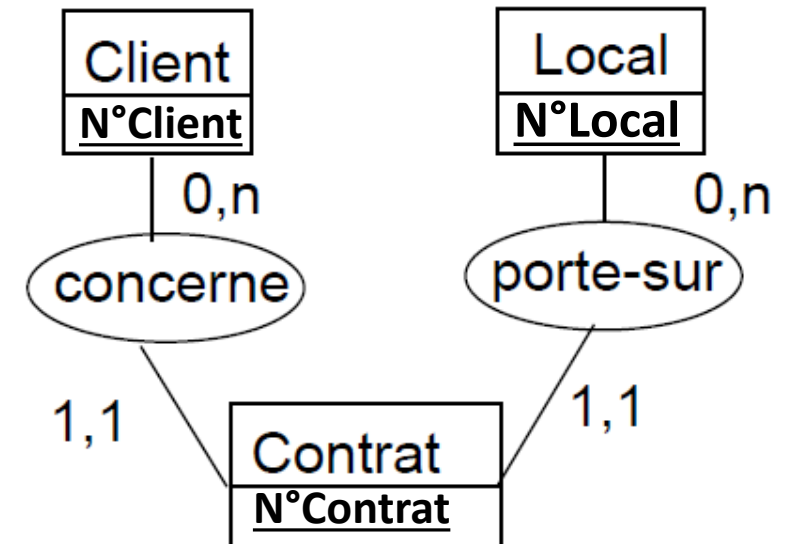 Client
N°Client
0,n
concerne
1,1
Local
N°Local
0,n
porte-sur
1,1
Contrat
N°Contrat